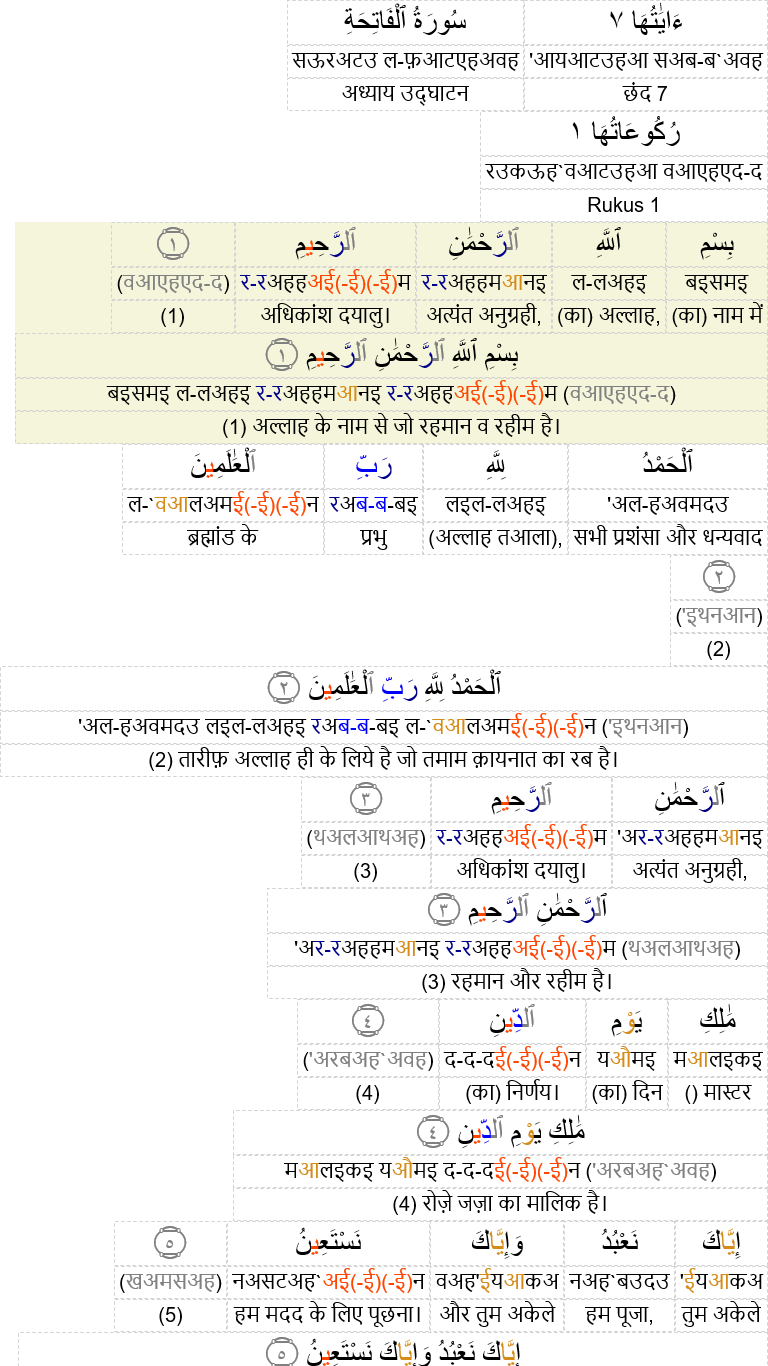 سُورَةُ ٱلْفَاتِحَةِ ءَايَٰتُهَا ٧
सऊरअटउ ल-फ़आटएहअवह 'आयआटउहआ सअब-ब`अवह
अध्याय उद्घाटन छंद 7
رُكُوعَاتُهَا ١
रउकऊह`वआटउहआ वआएहएद-द
Rukus 1
بِسْمِ ٱللَّهِ ٱلرَّحْمَٰنِ ٱلرَّحِيمِ ١
(वआएहएद-द) र-रअहहअई(-ई)(-ई)म र-रअहहमआनइ ल-लअहइ बइसमइ
(1) अधिकांश दयालु। अत्यंत अनुग्रही, (का) अल्लाह, (का) नाम में
بِسْمِ ٱللَّهِ ٱلرَّحْمَٰنِ ٱلرَّحِيمِ ١
बइसमइ ल-लअहइ र-रअहहमआनइ र-रअहहअई(-ई)(-ई)म (वआएहएद-द)
(1) अल्लाह के नाम से जो रहमान व रहीम है।
ٱلْحَمْدُ لِلَّهِ رَبِّ ٱلْعَٰلَمِينَ
ल-`वआलअमई(-ई)(-ई)न रअब-ब-बइ लइल-लअहइ 'अल-हअवमदउ
ब्रह्मांड के प्रभु (अल्लाह तआला), सभी प्रशंसा और धन्यवाद
٢
('इथनआन)
(2)
ٱلْحَمْدُ لِلَّهِ رَبِّ ٱلْعَٰلَمِينَ ٢
'अल-हअवमदउ लइल-लअहइ रअब-ब-बइ ल-`वआलअमई(-ई)(-ई)न ('इथनआन)
(2) तारीफ़ अल्लाह ही के लिये है जो तमाम क़ायनात का रब है।
ٱلرَّحْمَٰنِ ٱلرَّحِيمِ ٣
(थअलआथअह) र-रअहहअई(-ई)(-ई)म 'अर-रअहहमआनइ
(3) अधिकांश दयालु। अत्यंत अनुग्रही,
ٱلرَّحْمَٰنِ ٱلرَّحِيمِ ٣
'अर-रअहहमआनइ र-रअहहअई(-ई)(-ई)म (थअलआथअह)
(3) रहमान और रहीम है।
مَٰلِكِ يَوْمِ ٱلدِّينِ ٤
('अरबअह`अवह) द-द-दई(-ई)(-ई)न यऔमइ मआलइकइ
(4) (का) निर्णय। (का) दिन () मास्टर
مَٰلِكِ يَوْمِ ٱلدِّينِ ٤
मआलइकइ यऔमइ द-द-दई(-ई)(-ई)न ('अरबअह`अवह)
(4) रोज़े जज़ा का मालिक है।
إِيَّاكَ نَعْبُدُ وَإِيَّاكَ نَسْتَعِينُ ٥
(खअमसअह) नअसटअह`अई(-ई)(-ई)न वअह'ईयआकअ नअह`बउदउ 'ईयआकअ
(5) हम मदद के लिए पूछना। और तुम अकेले हम पूजा, तुम अकेले
إِيَّاكَ نَعْبُدُ وَإِيَّاكَ نَسْتَعِينُ ٥